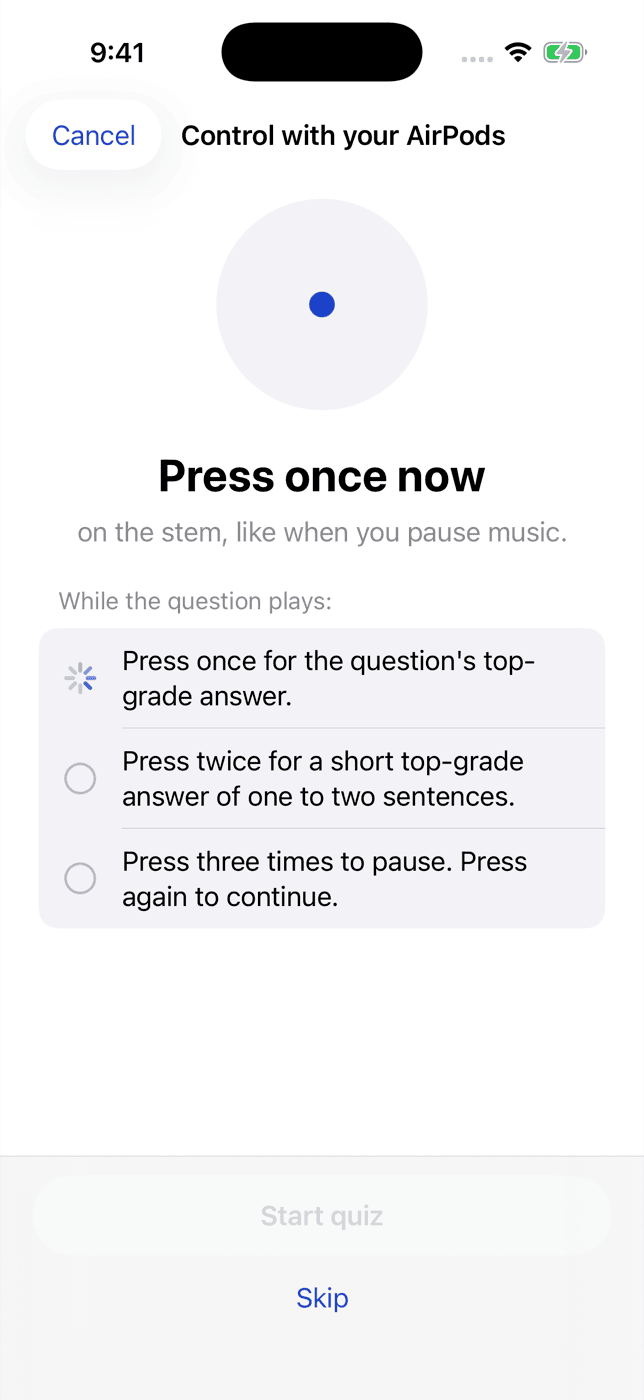 9:41
Cancel
Control with your AirPods
Press once now
on the stem, like when you pause music.
While the question plays:
Press once for the question's top-
grade answer.
Press twice for a short top-grade
answer of one to two sentences.
Press three times to pause. Press
again to continue.
Start quiz
Skip